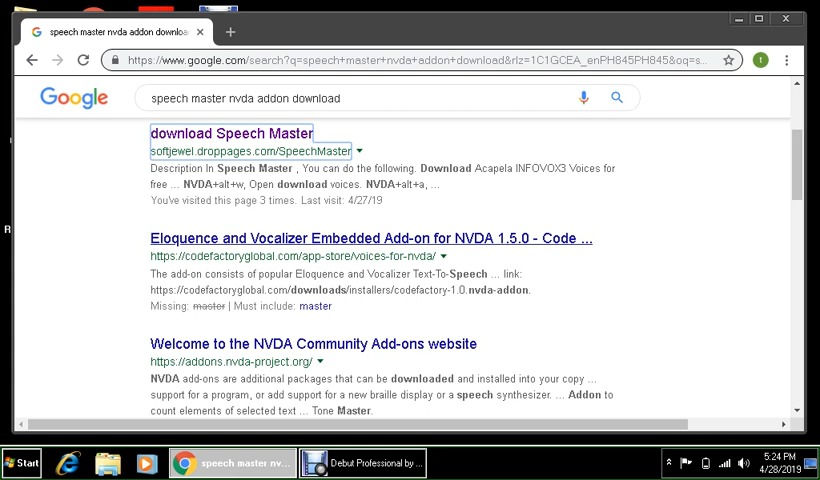 speech master nvda addon downloa
https://www.google.com/search?q=speech+master+nvda+addon+download&rlz=1C1GCEA_enPH845PH845&oq=s...
t
Google
speech master nvda addon download
download Speech Master
softjewel.droppages.com/SpeechMaster
Description In Speech Master , You can do the following. Download Acapela INFOVOX3 Voices for
free ... NVDA+alt+w, Open download voices. NVDA+alt+a, ...
You've visited this page 3 times. Last visit: 4/27/19
Eloquence and Vocalizer Embedded Add-on for NVDA 1.5.0 - Code ...
https://codefactoryglobal.com/app-store/voices-for-nvda/
The add-on consists of popular Eloquence and Vocalizer Text-To-Speech ... link:
https://codefactoryglobal.com/downloads/installers/codefactory-1.0.nvda-addon.
Missing: master | Must include: master
Welcome to the NVDA Community Add-ons website
https://addons.nvda-project.org/
NVDA add-ons are additional packages that can be downloaded and installed into your copy ...
support for a program, or add support for a new braille display or a speech synthesizer. ... Addon to
count elements of selected text ... Tone Master.
R
Start
speech master nv...
Debut Professional by ...
5:24 PM
4/28/2019